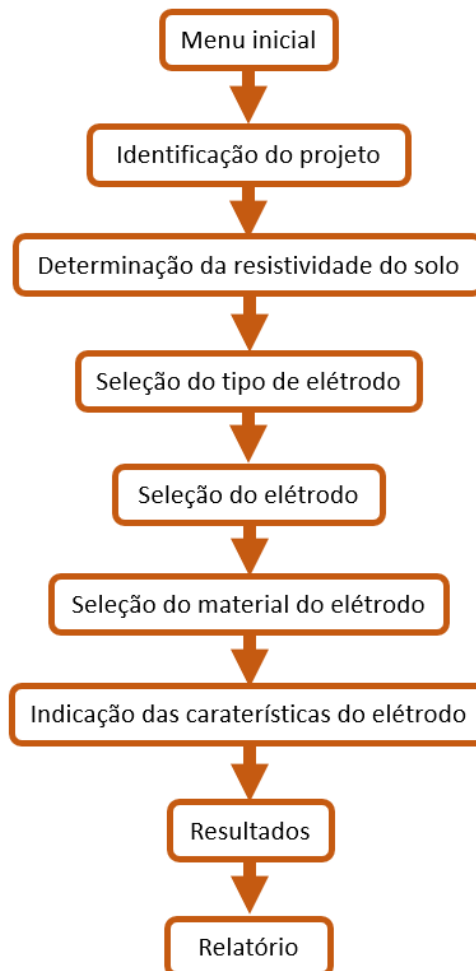 Menu inicial
Identificação do projeto
Determinação da resistividade do solo
Seleção do tipo de elétrodo
Seleção do elétrodo
Seleção do material do elétrodo
Indicação das caraterísticas do elétrodo
Resultados
Relatório